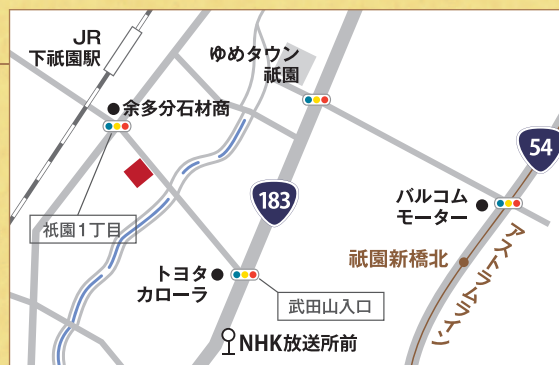 JR
下祇園駅
ゆめタウン
祇園
余多分石材商
54
183
バルコム
モーター
祇園1丁目
祇園新橋北
アストラムライン
トヨタ
カローラ
武田山入口
NHK放送所前